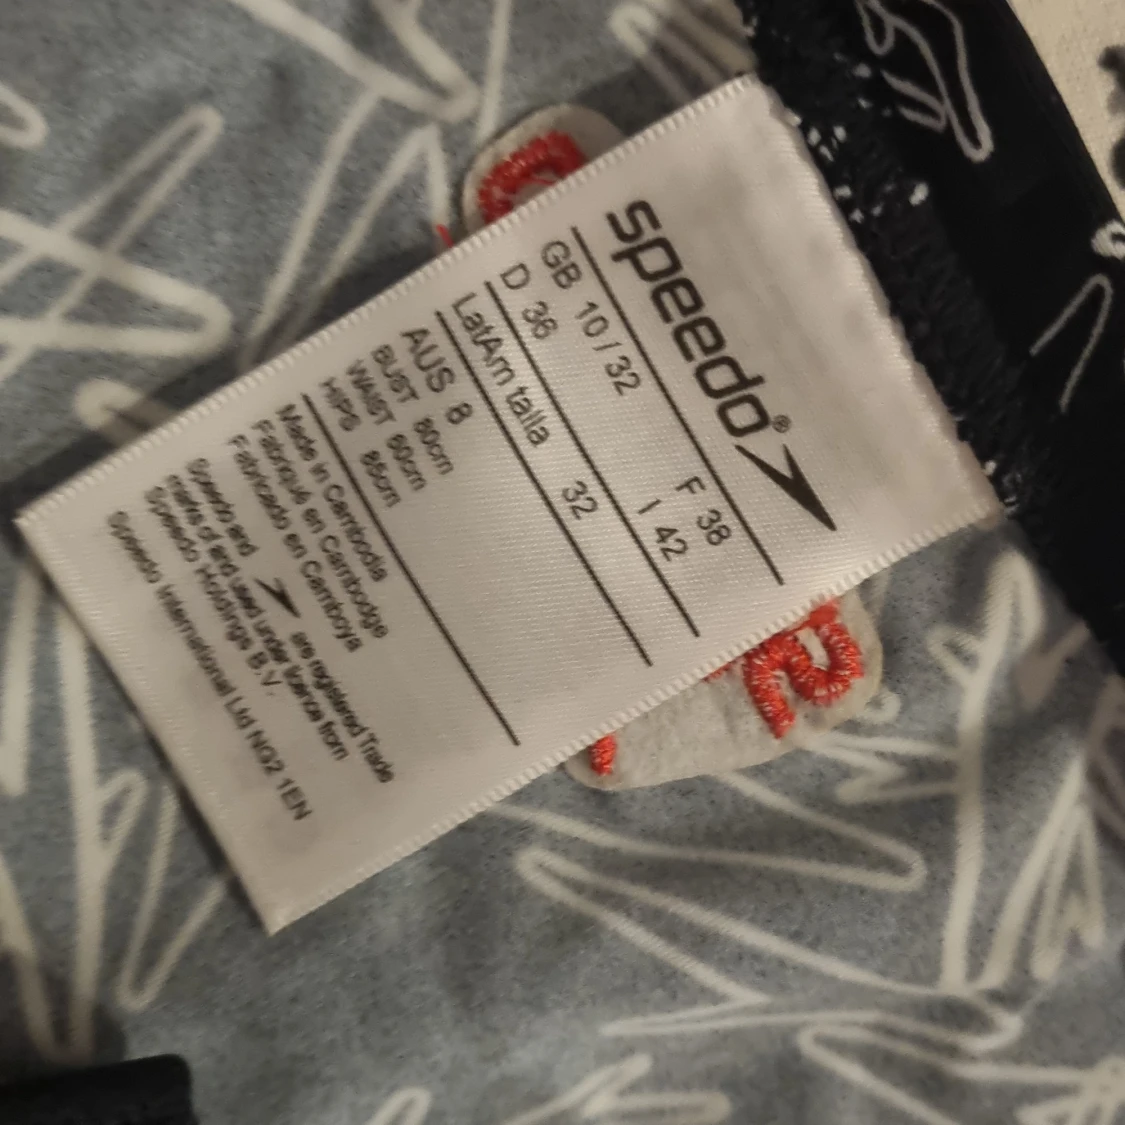 speedo®
GB 10/32 F 38
D 36 I 42
LatAm talla 32
AUS 8
BUST 80cm
WAIST 60cm
HIPS 85cm
Made in Cambodia
Fabriqué en Cambodge
Fabricado en Camboya
Speedo and are registered Trade
marks of and used under licence from
Speedo Holdings B.V.
Speedo International Ltd NG2 1EN